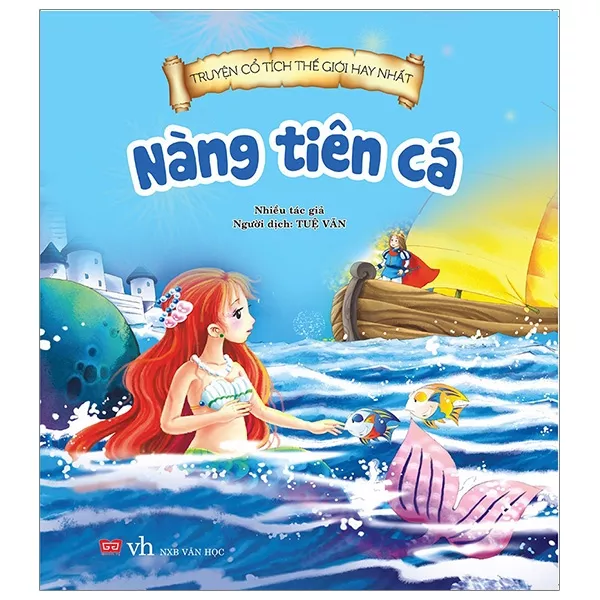 TRUYỆN CỔ TÍCH THẾ GIỚI HAY NHẤT
Nàng tiên cá
Nhiều tác giả
Người dịch: TUỆ VĂN
vh NXB VĂN HỌC